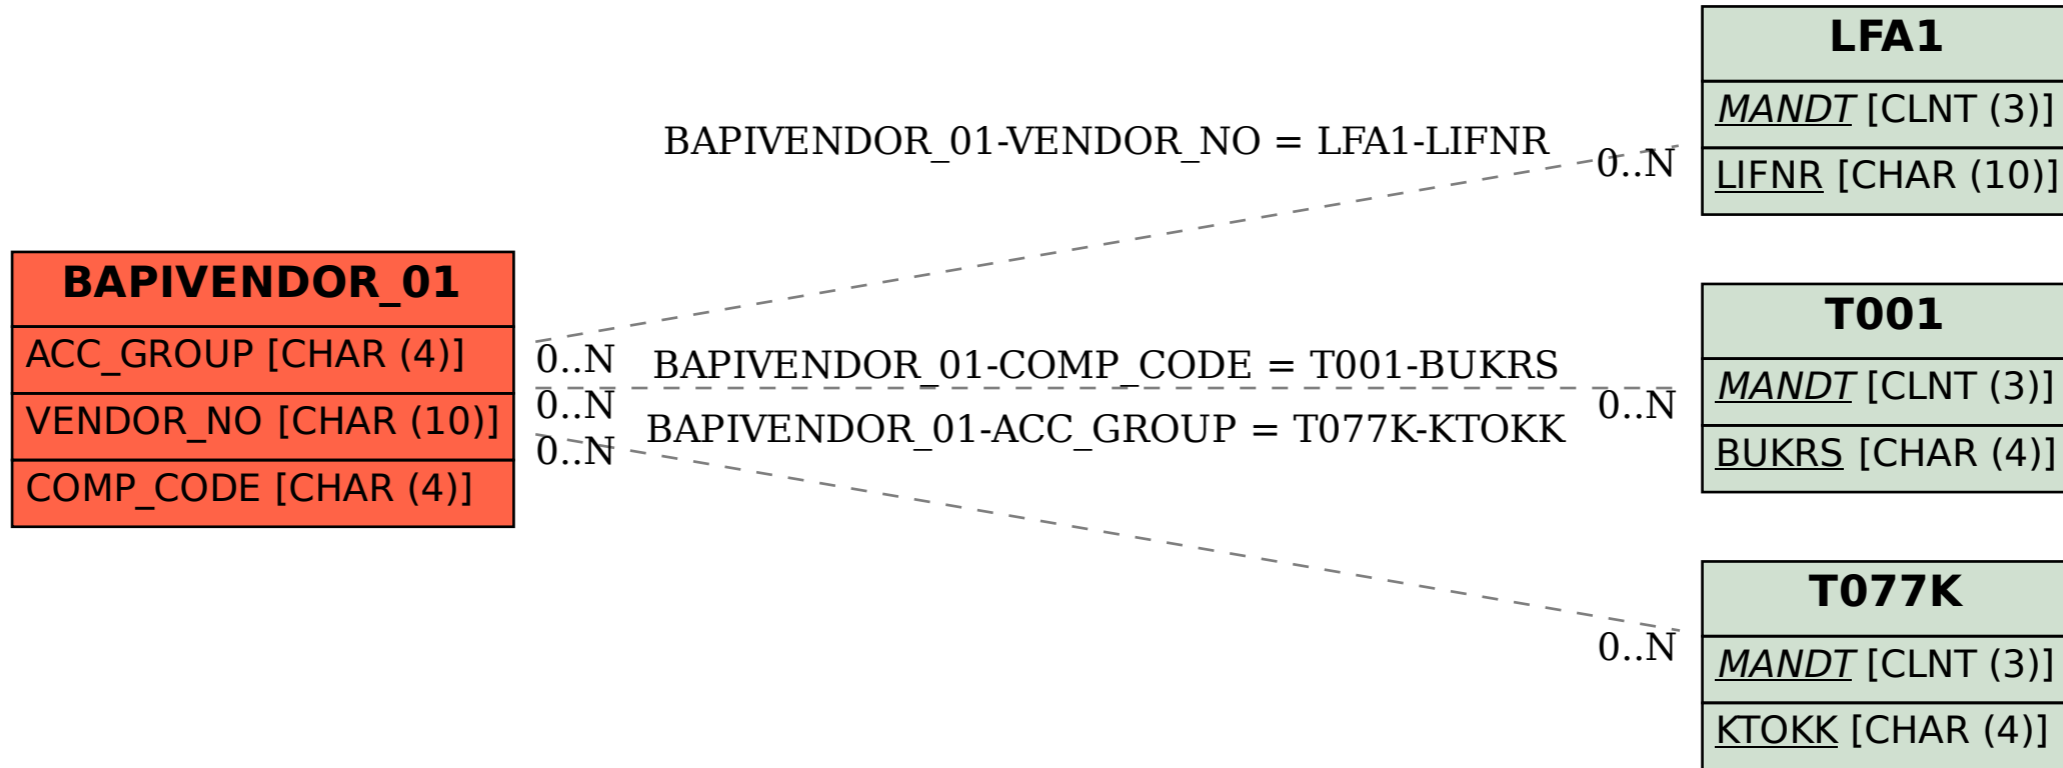 BAPIVENDOR_01
ACC_GROUP [CHAR (4)]
VENDOR_NO [CHAR (10)]
COMP_CODE [CHAR (4)]
BAPIVENDOR_01-VENDOR_NO = LFA1-LIFNR
0..N
0..N
BAPIVENDOR_01-COMP_CODE = T001-BUKRS
0..N
0..N
BAPIVENDOR_01-ACC_GROUP = T077K-KTOKK
0..N
0..N
LFA1
MANDT [CLNT (3)]
LIFNR [CHAR (10)]
T001
MANDT [CLNT (3)]
BUKRS [CHAR (4)]
T077K
MANDT [CLNT (3)]
KTOKK [CHAR (4)]